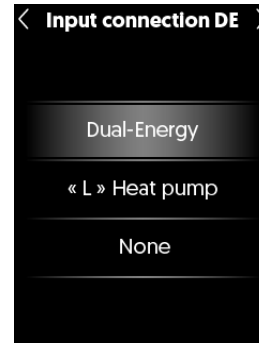 < Input connection DE >
Dual-Energy
« L » Heat pump
None